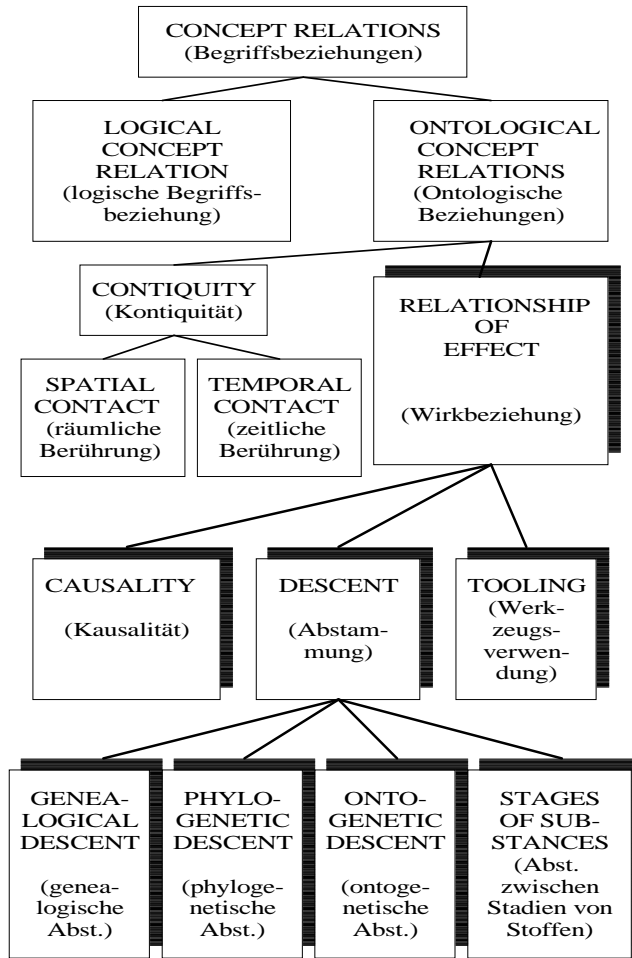 CONCEPT RELATIONS
(Begriffsbeziehungen)
LOGICAL
CONCEPT
RELATION
(logische Begriffs-
beziehung)
ONTOLOGICAL
CONCEPT
RELATIONS
(Ontologische
Beziehungen)
CONTIQUITY
(Kontiquität)
RELATIONSHIP
OF
EFFECT
(Wirkbeziehung)
SPATIAL
CONTACT
(räumliche
Berührung)
TEMPORAL
CONTACT
(zeitliche
Berührung)
CAUSALITY
(Kausalität)
DESCENT
(Abstam-
mung)
TOOLING
(Werk-
zeugs-
verwen-
dung)
GENEA-
LOGICAL
DESCENT
(genea-
logische
Abst.)
PHYLO-
GENETIC
DESCENT
(phyloge-
netische
Abst.)
ONTO-
GENETIC
DESCENT
(ontoge-
netische
Abst.)
STAGES
OF SUB-
STANCES
(Abst.
zwischen
Stadien von
Stoffen)